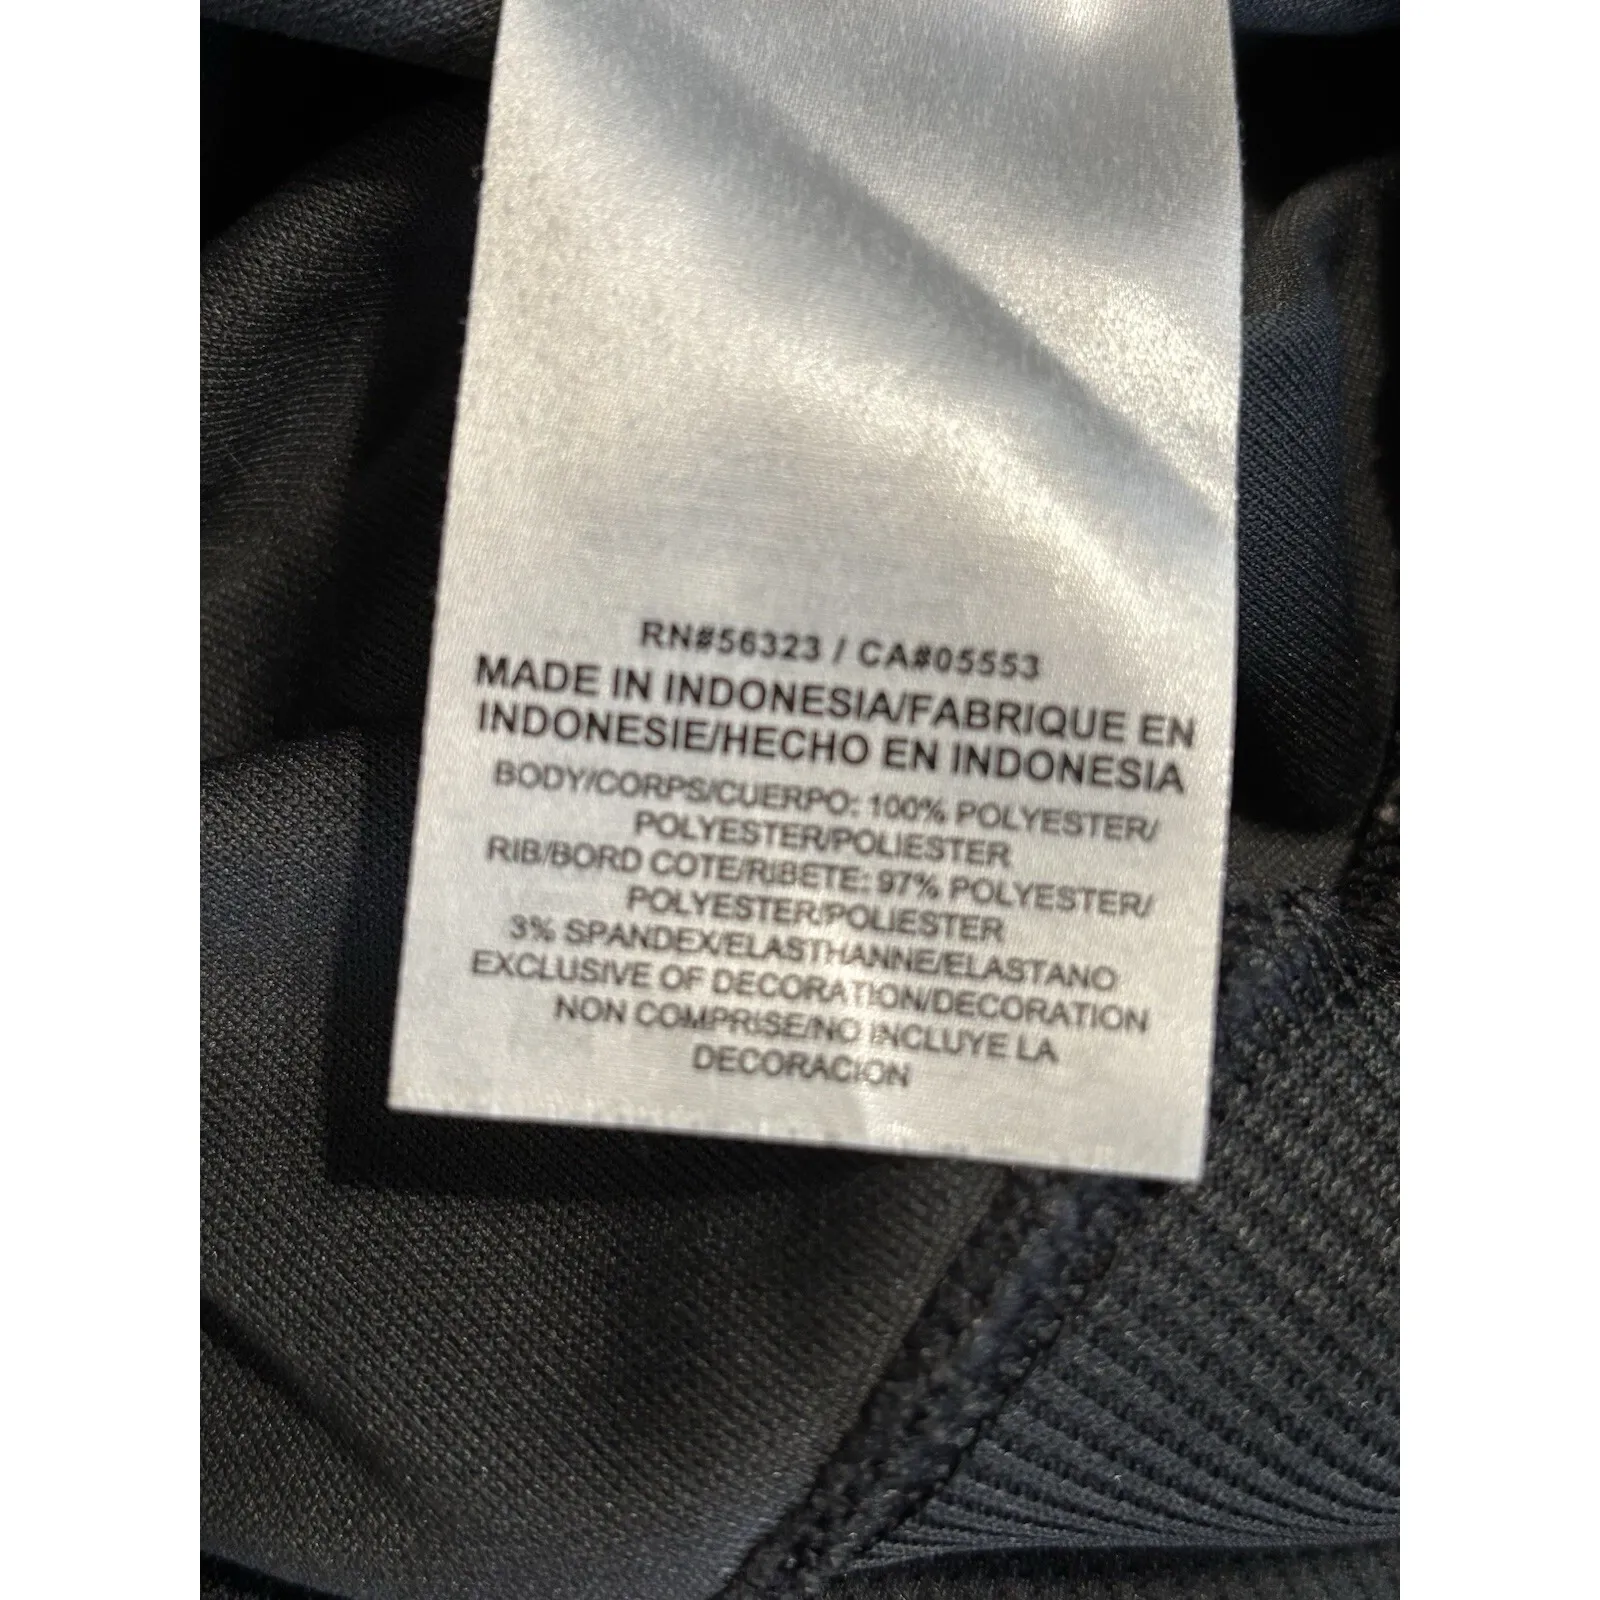 RN#56323 / CA#05553
MADE IN INDONESIA/FABRIQUE EN
INDONESIE/HECHO EN INDONESIA
BODY/CORPS/CUERPO: 100% POLYESTER/
POLYESTER/POLIESTER
RIB/BORD COTE/RIBETE: 97% POLYESTER/
POLYESTER/POLIESTER
3% SPANDEX/ELASTHANNE/ELASTANO
EXCLUSIVE OF DECORATION/DECORATION
NON COMPRISE/NO INCLUYE LA
DECORACION